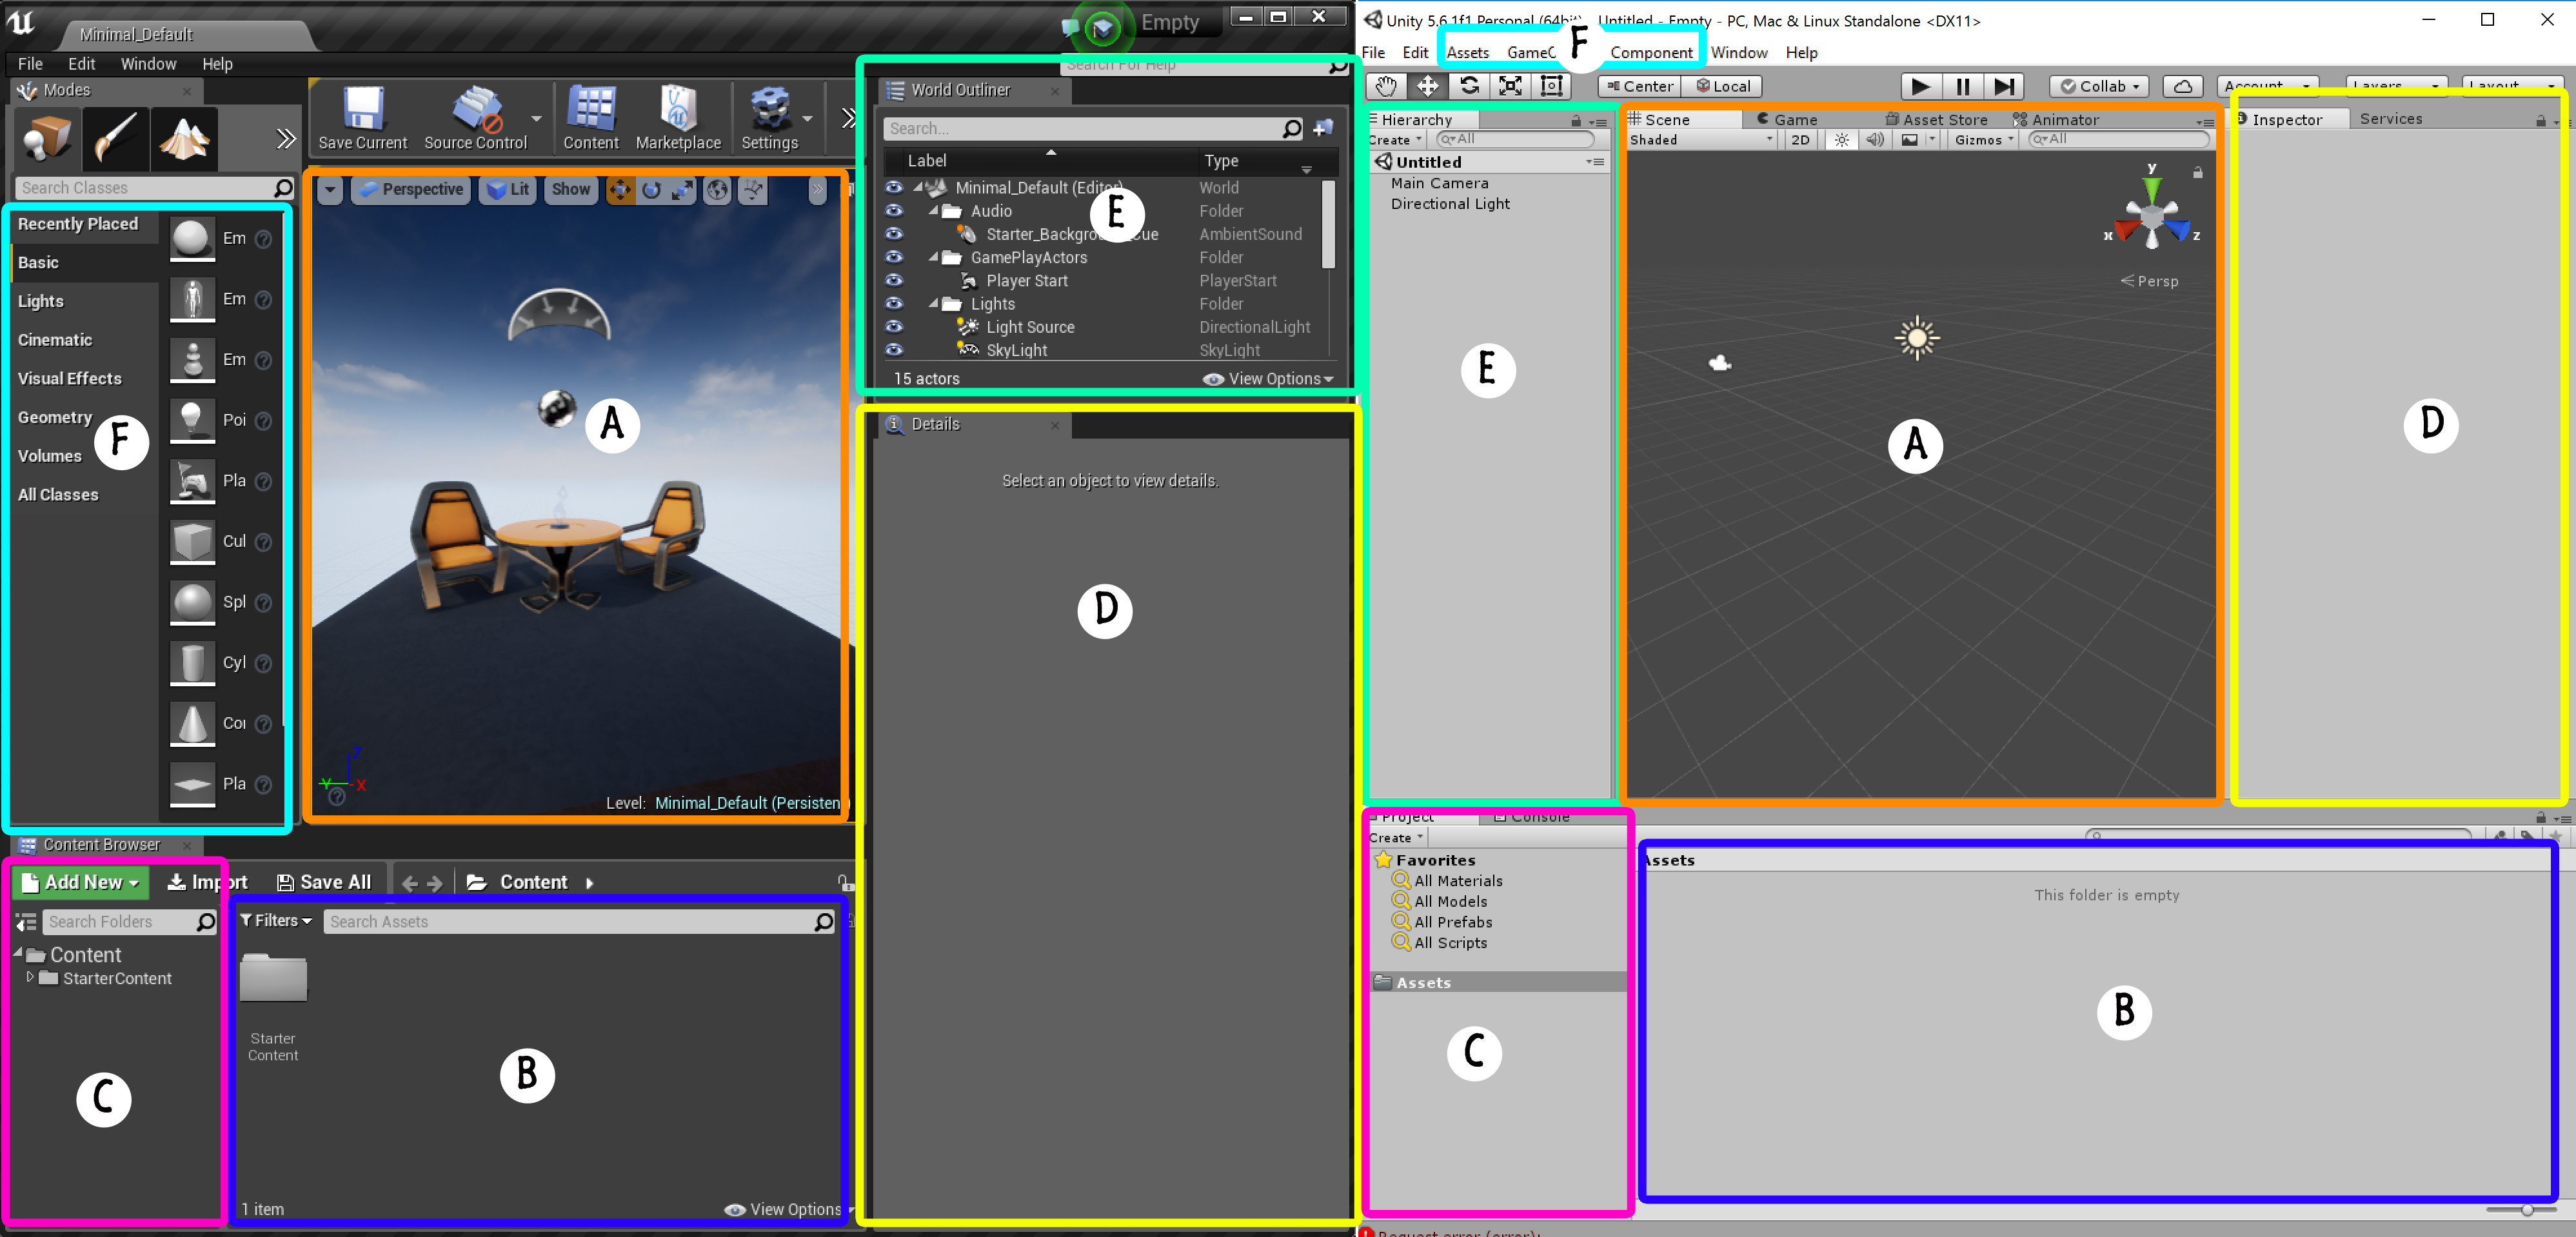 Minimal_Default
Empty
File Edit Window Help
Search For Help
Modes
Save Current
Source Control
Content
Marketplace
Settings
Search Classes
Recently Placed
Basic
Lights
Cinematic
Visual Effects
Geometry
Volumes
All Classes
Em
Em
Em
Poi
Pla
Cul
Spl
Cyl
Pla
F
Perspective
Lit
Show
A
Z
Y
X
Level: Minimal_Default (Persisten
World Outliner
Search...
Label Type
Minimal_Default (Editor) World
Audio Folder
Starter_Backgro Cue AmbientSound
GamePlayActors Folder
Player Start PlayerStart
Lights Folder
Light Source DirectionalLight
SkyLight SkyLight
15 actors View Options
E
Details
Select an object to view details.
D
Content Browser
Add New Import Save All Content
Search Folders
Content
StarterContent
C
Filters Search Assets
Starter
Content
B
1 item View Options
Unity 5.6.1f1 Personal (64bit) - Untitled - Empty - PC, Mac & Linux Standalone <DX11>
File Edit Assets GameO Component Window Help
F
Center Local
Collab Account Layers Layout
Hierarchy
Create All
Untitled
Main Camera
Directional Light
E
Scene Game Asset Store Animator
Shaded 2D Gizmos All
y
x z
Persp
A
Inspector Services
D
Project Console
Create
Favorites
All Materials
All Models
All Prefabs
All Scripts
Assets
C
Assets
This folder is empty
B
Request error (error):